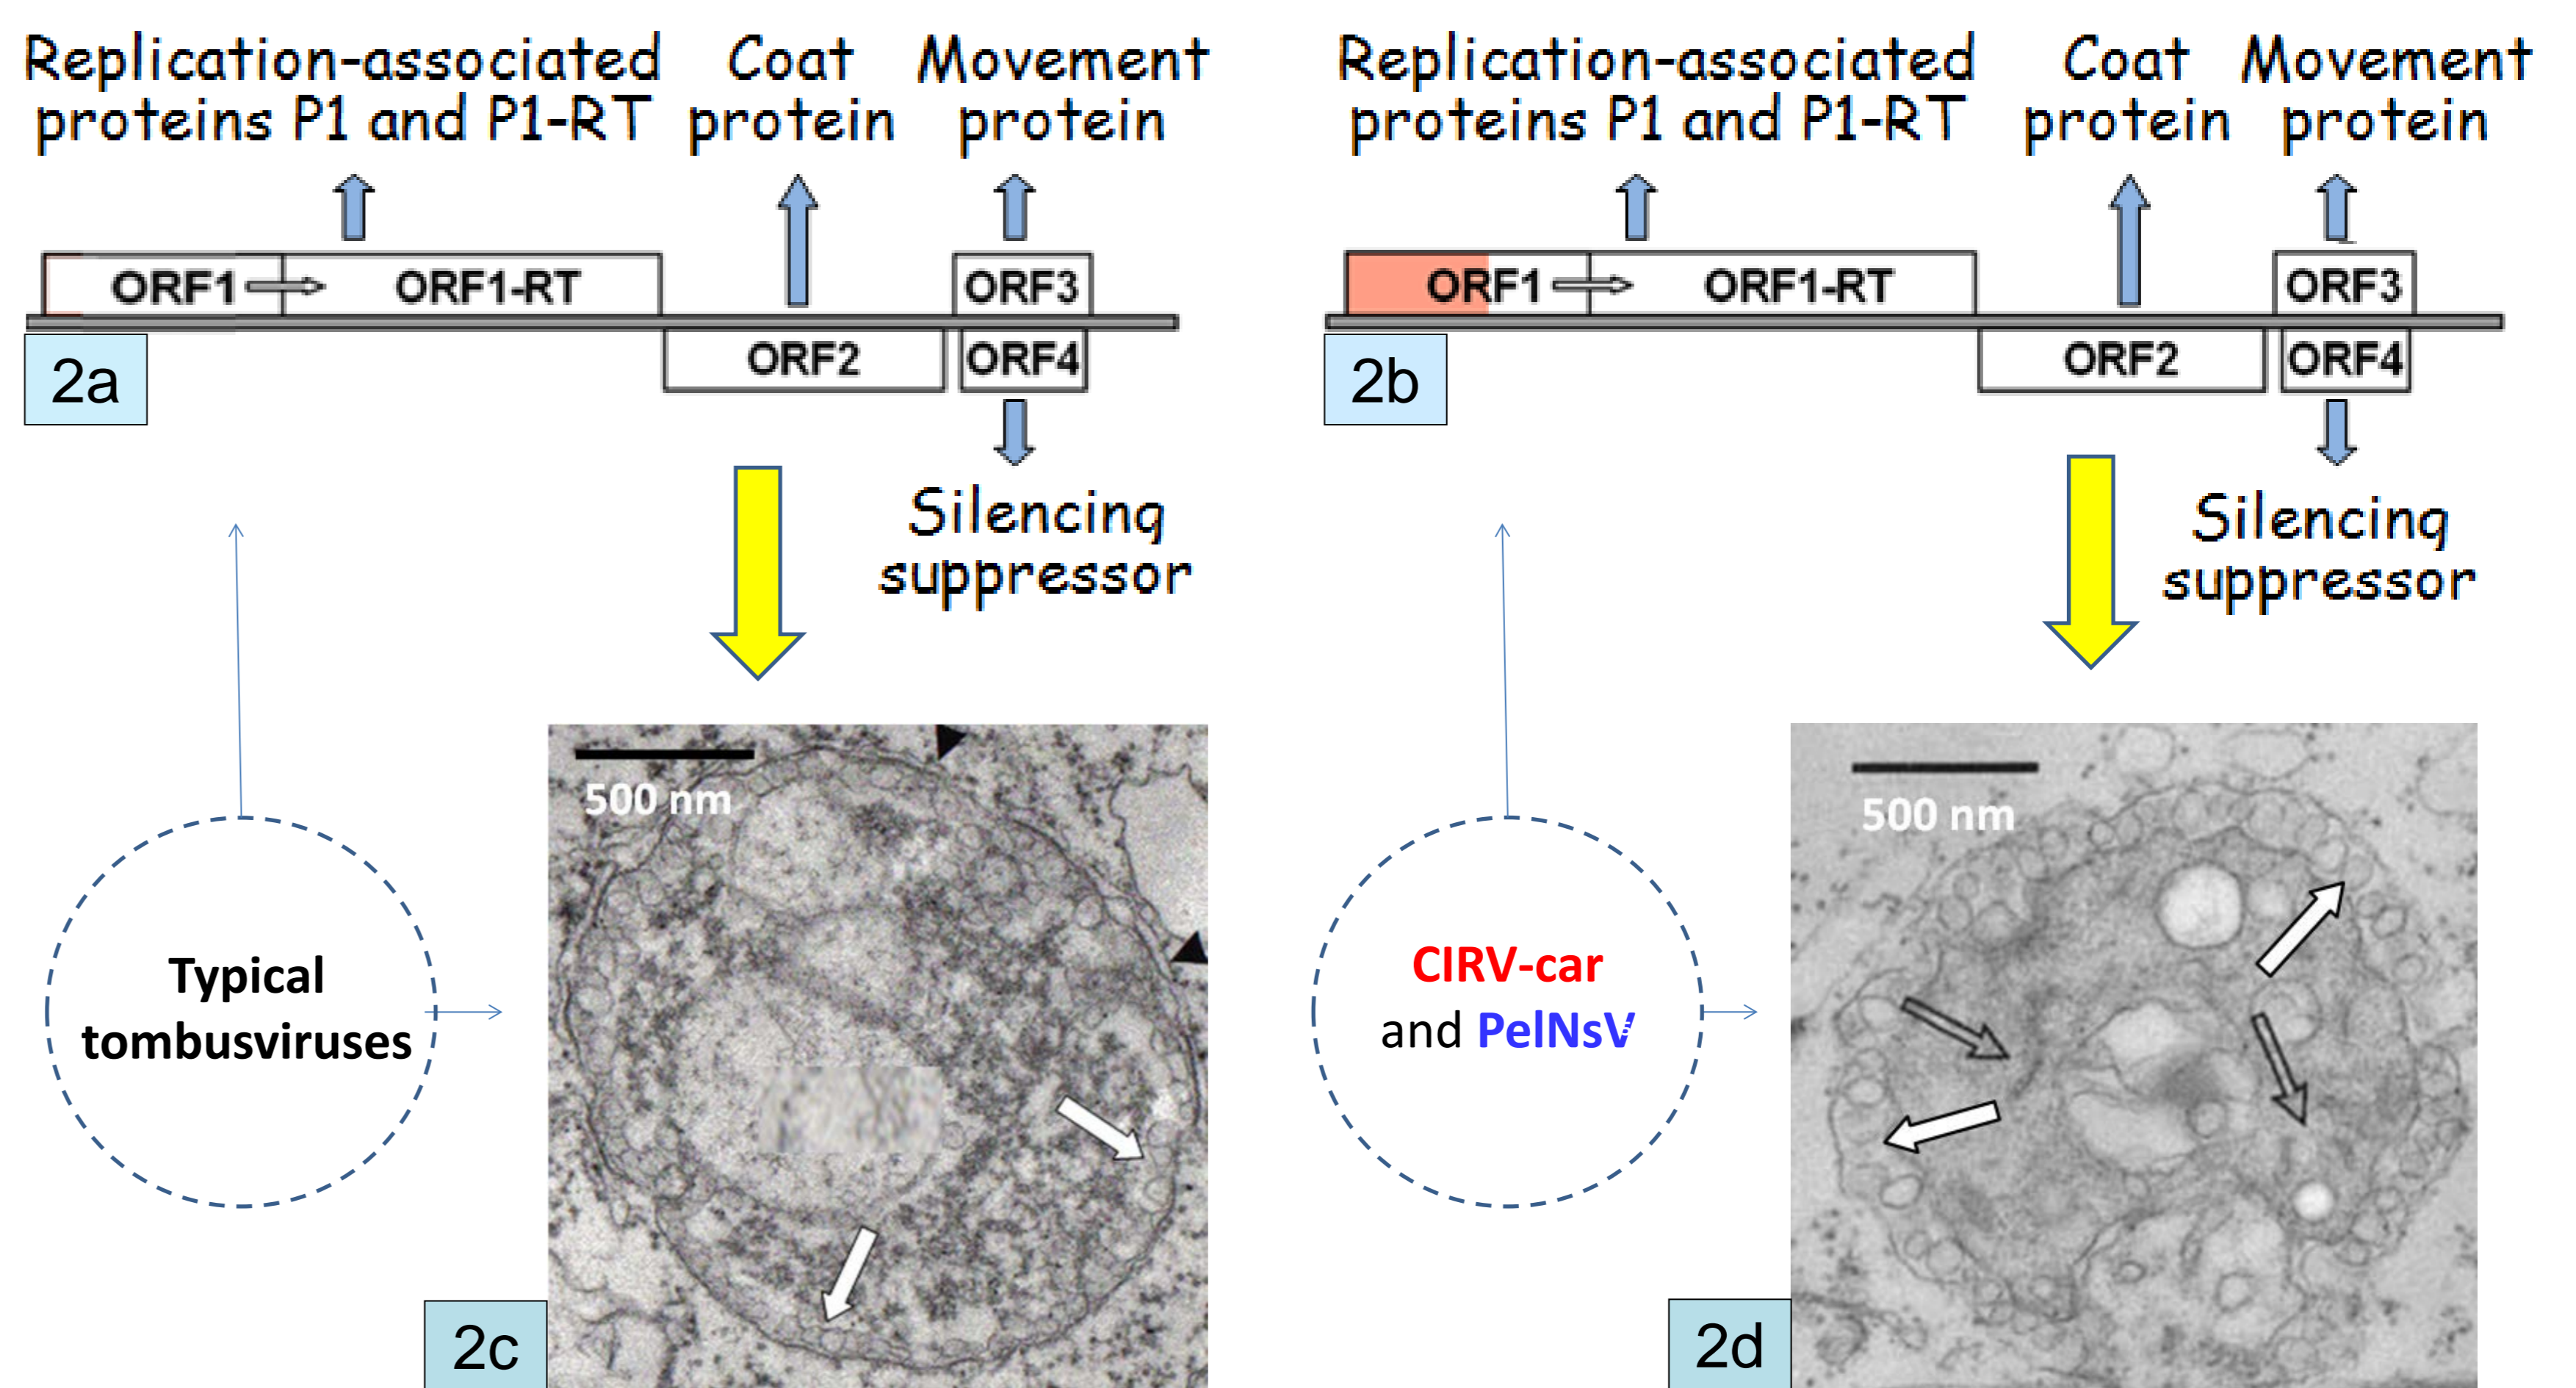 Replication-associated
proteins P1 and P1-RT
Coat
protein
Movement
protein
ORF1
ORF1-RT
ORF3
ORF2
ORF4
2a
Silencing
suppressor
Typical
tombusviruses
500 nm
2c
Replication-associated
proteins P1 and P1-RT
Coat
protein
Movement
protein
ORF1
ORF1-RT
ORF3
ORF2
ORF4
2b
Silencing
suppressor
CIRV-car
and PelNsV
500 nm
2d